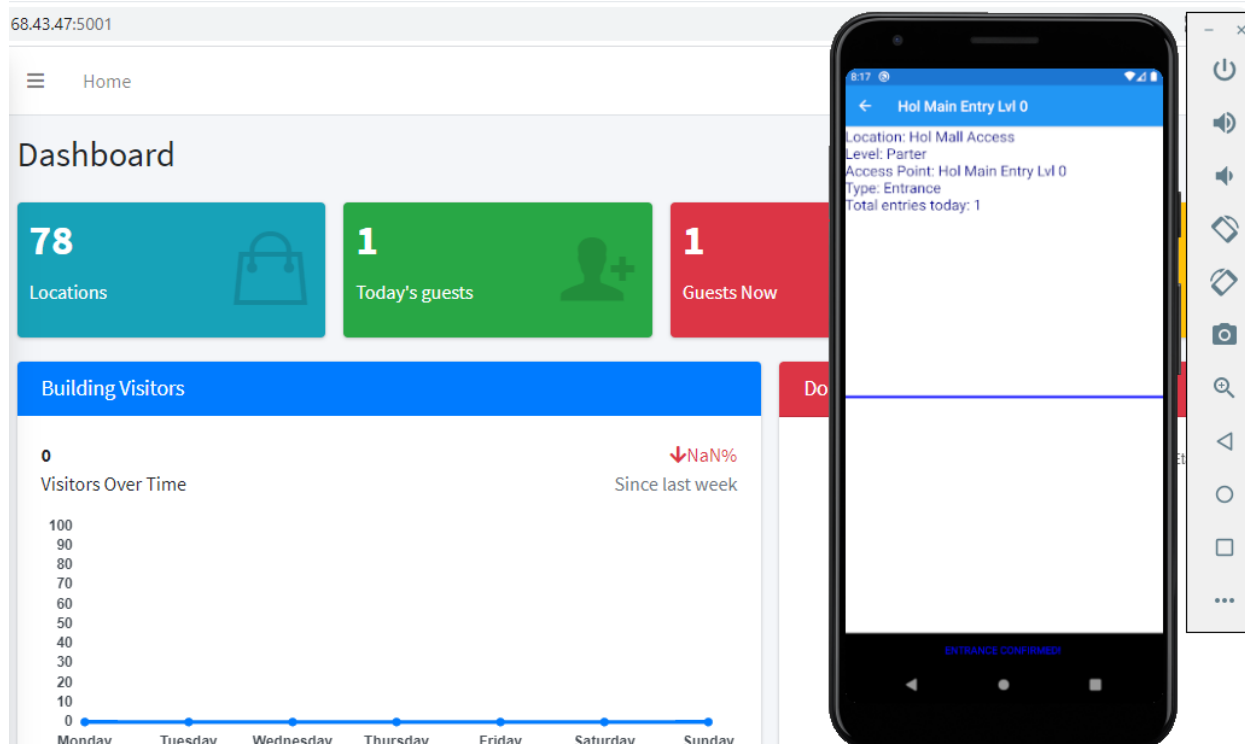 68.43.47:5001
Home
Dashboard
78
Locations
1
Today's guests
1
Guests Now
Building Visitors
Do
0
NaN%
Visitors Over Time
Since last week
100
90
80
70
60
50
40
30
20
10
0
Monday Tuesday Wednesday Thursday Friday Saturday Sunday
8:17
Hol Main Entry Lvl 0
Location: Hol Mall Access
Level: Parter
Access Point: Hol Main Entry Lvl 0
Type: Entrance
Total entries today: 1
Et
ENTRANCE CONFIRMED!